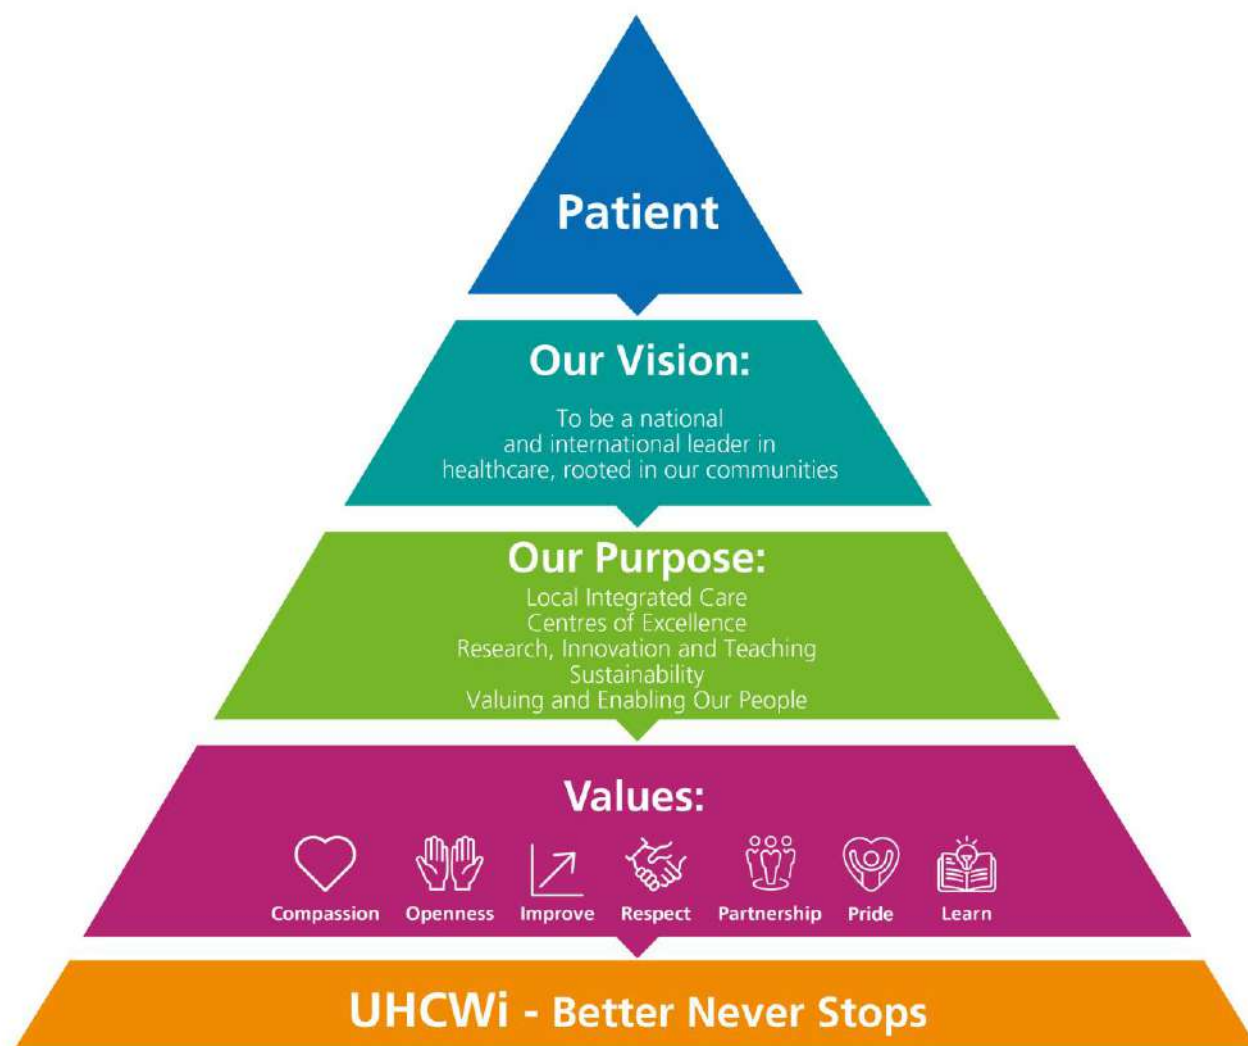 Patient
Our Vision:
To be a national
and international leader in
healthcare, rooted in our communities
Our Purpose:
Local Integrated Care
Centres of Excellence
Research, Innovation and Teaching
Sustainability
Valuing and Enabling Our People
Values:
Compassion Openness Improve Respect Partnership Pride Learn
UHCWi - Better Never Stops